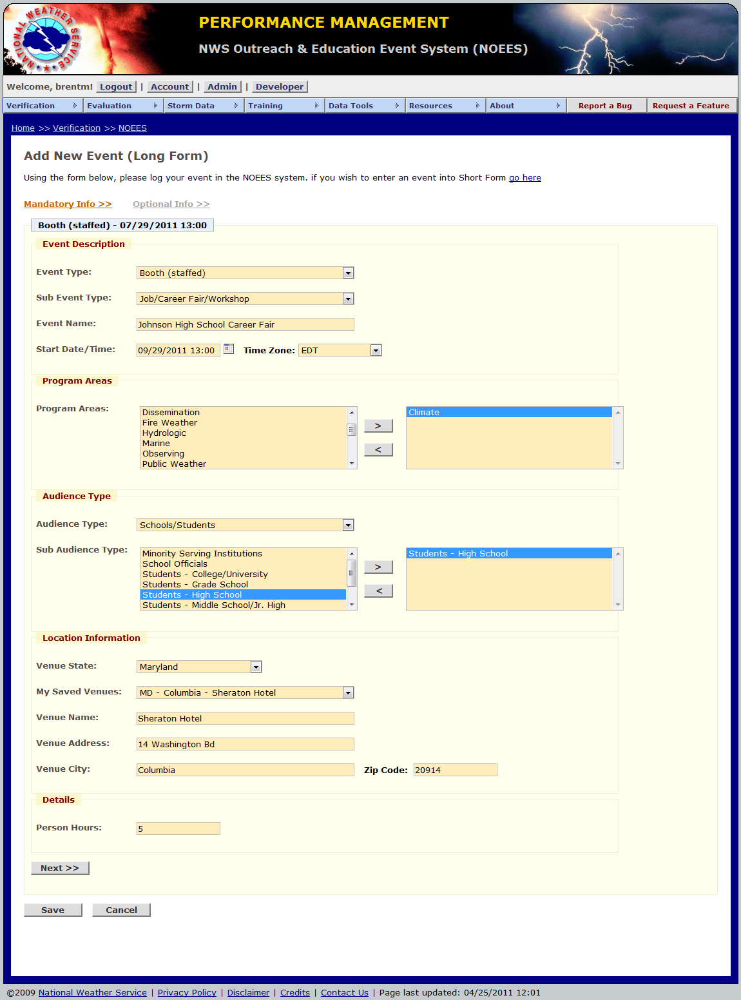 NATIONAL WEATHER SERVICE
PERFORMANCE MANAGEMENT
NWS Outreach & Education Event System (NOEES)
Welcome, brentm! Logout | Account | Admin | Developer
Verification Evaluation Storm Data Training Data Tools Resources About Report a Bug Request a Feature
Home >> Verification >> NOEES
Add New Event (Long Form)
Using the form below, please log your event in the NOEES system. if you wish to enter an event into Short Form go here
Mandatory Info >> Optional Info >>
Booth (staffed) - 07/29/2011 13:00
Event Description
Event Type: Booth (staffed)
Sub Event Type: Job/Career Fair/Workshop
Event Name: Johnson High School Career Fair
Start Date/Time: 09/29/2011 13:00 Time Zone: EDT
Program Areas
Program Areas: Dissemination > Climate
Fire Weather
Hydrologic
Marine <
Observing
Public Weather
Audience Type
Audience Type: Schools/Students
Sub Audience Type: Minority Serving Institutions > Students - High School
School Officials
Students - College/University
Students - Grade School <
Students - High School
Students - Middle School/Jr. High
Location Information
Venue State: Maryland
My Saved Venues: MD - Columbia - Sheraton Hotel
Venue Name: Sheraton Hotel
Venue Address: 14 Washington Bd
Venue City: Columbia Zip Code: 20914
Details
Person Hours: 5
Next >>
Save Cancel
©2009 National Weather Service | Privacy Policy | Disclaimer | Credits | Contact Us | Page last updated: 04/25/2011 12:01